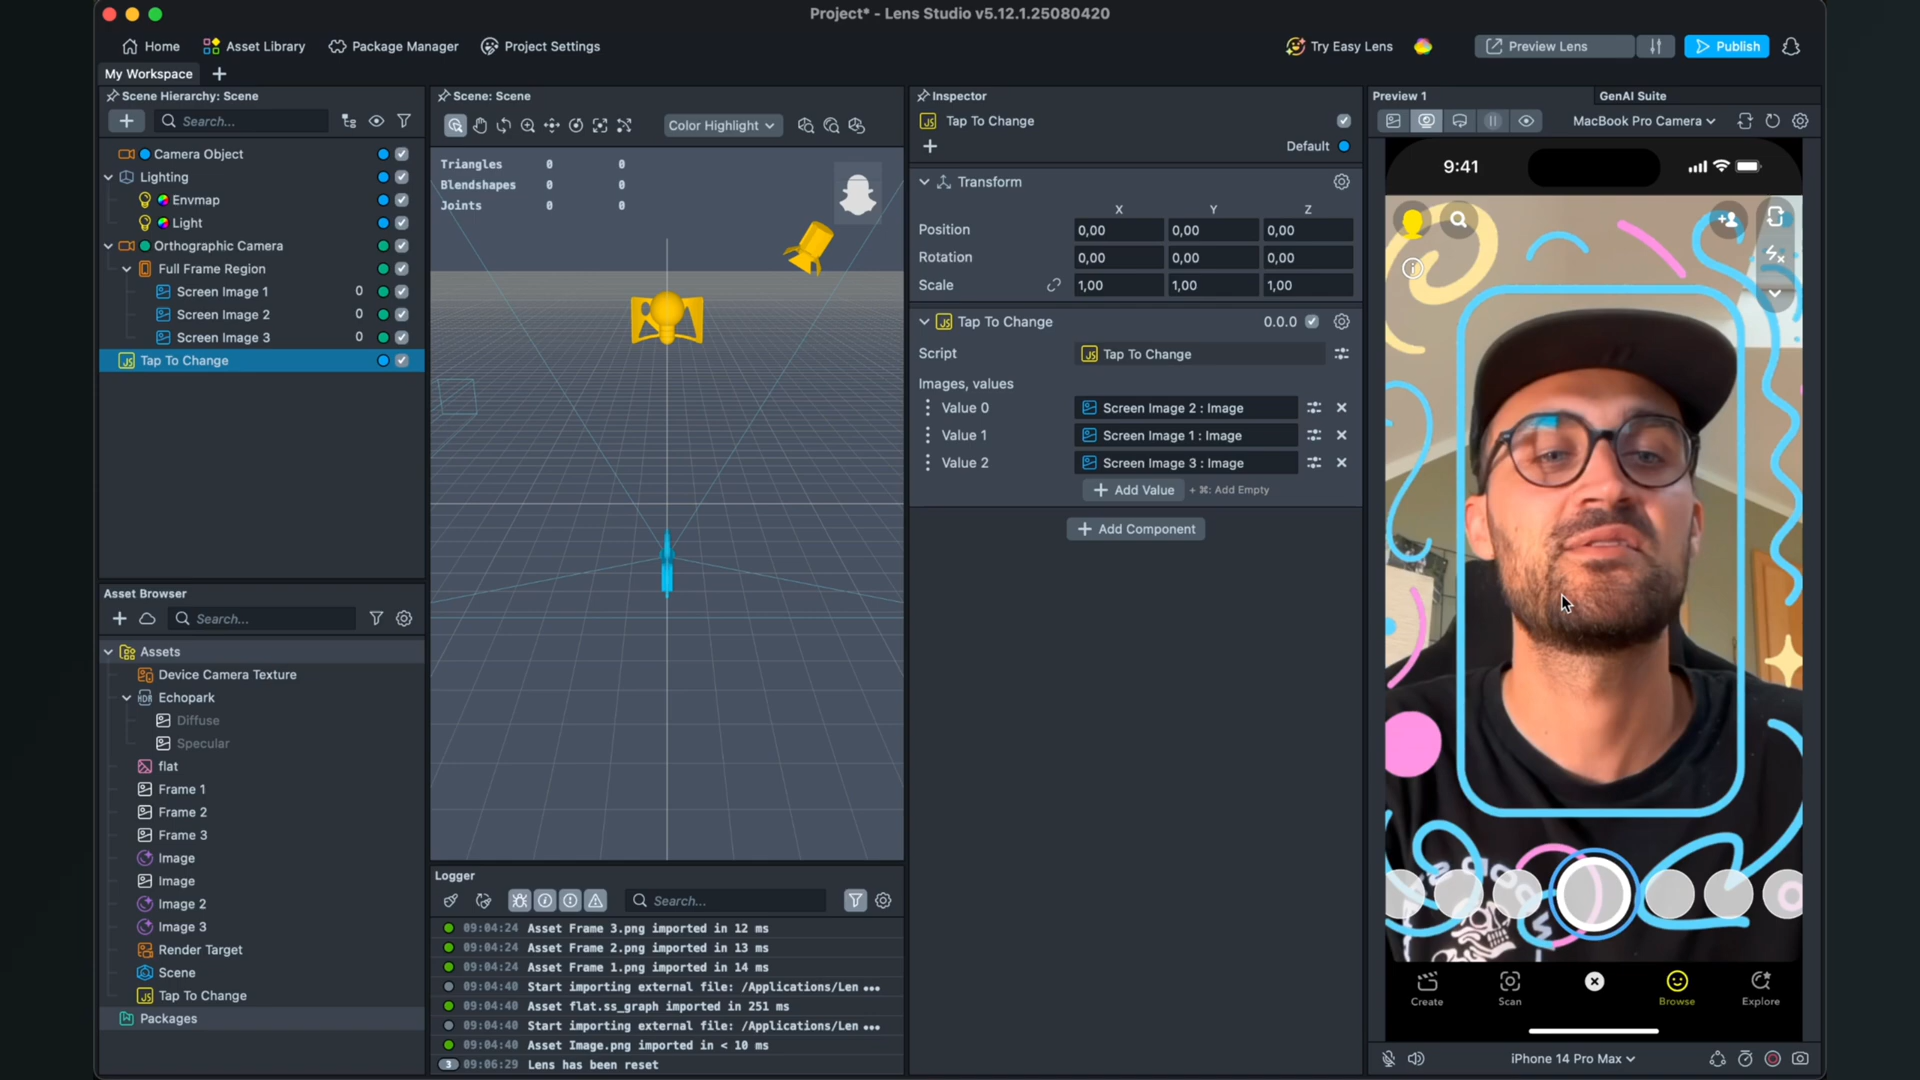 Project* - Lens Studio v5.12.1.25080420
Home
Asset Library
Package Manager
Project Settings
Try Easy Lens
Preview Lens
Publish
My Workspace
Scene Hierarchy: Scene
Search...
Camera Object
Lighting
Envmap
Light
Orthographic Camera
Full Frame Region
Screen Image 1 0
Screen Image 2 0
Screen Image 3 0
JS Tap To Change
Asset Browser
Search...
Assets
Device Camera Texture
HDR Echopark
Diffuse
Specular
flat
Frame 1
Frame 2
Frame 3
Image
Image
Image 2
Image 3
Render Target
Scene
JS Tap To Change
Packages
Scene: Scene
Color Highlight
Triangles 0 0
Blendshapes 0 0
Joints 0 0
Logger
Search...
09:04:24 Asset Frame 3.png imported in 12 ms
09:04:24 Asset Frame 2.png imported in 13 ms
09:04:24 Asset Frame 1.png imported in 14 ms
09:04:40 Start importing external file: /Applications/Len •••
09:04:40 Asset flat.ss_graph imported in 251 ms
09:04:40 Start importing external file: /Applications/Len •••
09:04:40 Asset Image.png imported in < 10 ms
3 09:06:29 Lens has been reset
Inspector
JS Tap To Change
Default
Transform
X Y Z
Position 0,00 0,00 0,00
Rotation 0,00 0,00 0,00
Scale 1,00 1,00 1,00
JS Tap To Change 0.0.0
Script JS Tap To Change
Images, values
Value 0 Screen Image 2 : Image
Value 1 Screen Image 1 : Image
Value 2 Screen Image 3 : Image
Add Value + ⌘: Add Empty
Add Component
Preview 1
GenAI Suite
MacBook Pro Camera
9:41
Create
Scan
Browse
Explore
iPhone 14 Pro Max